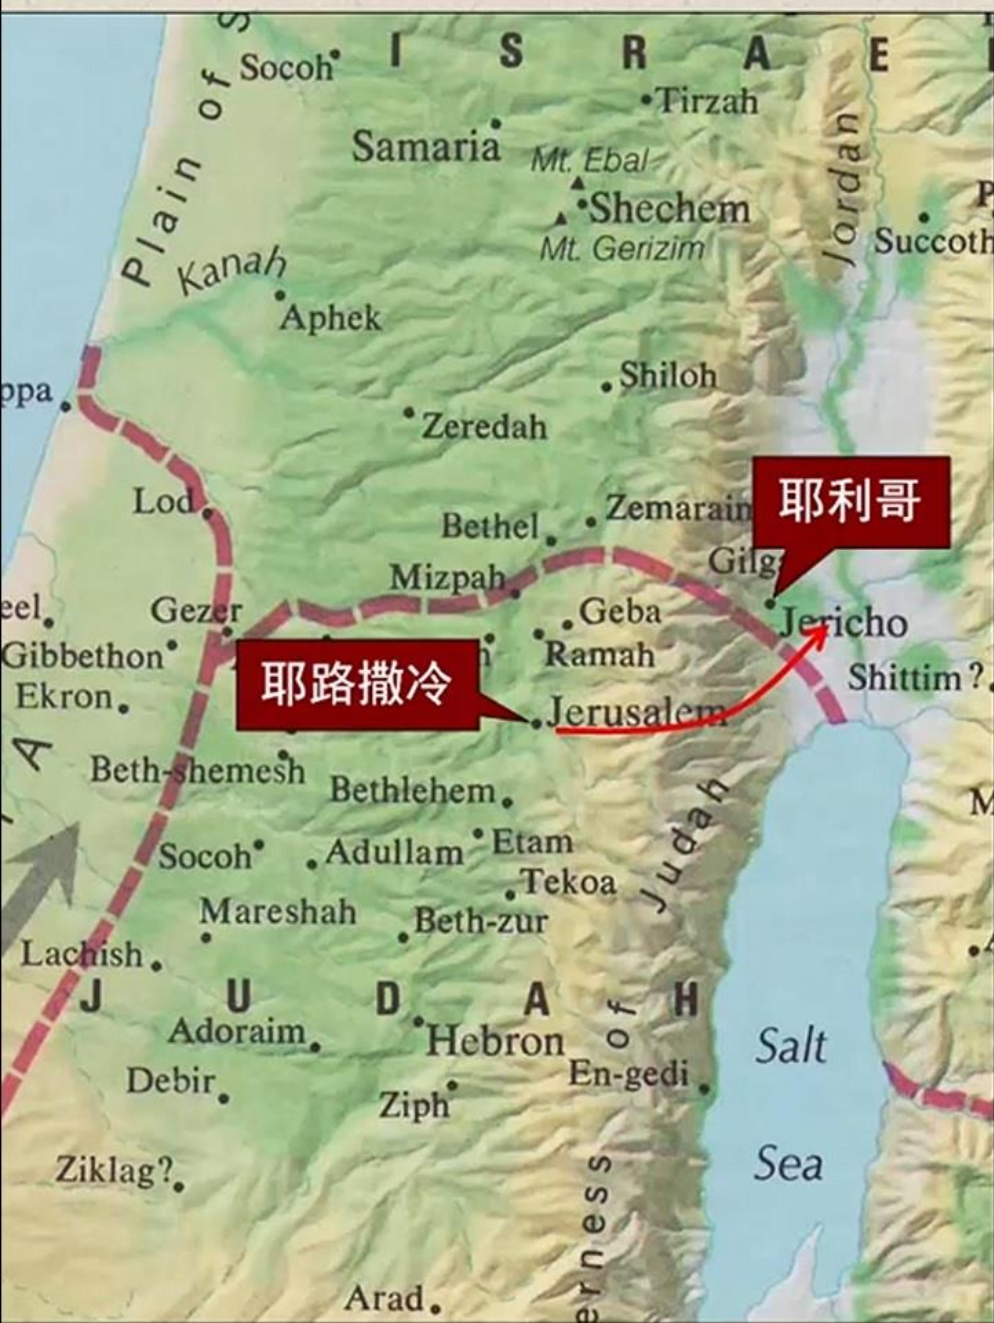 Plain of S
Socoh
I S R A E
Tirzah
Samaria
Mt. Ebal
Shechem
Mt. Gerizim
Jordan
Succoth
Kanah
Aphek
ppa
Shiloh
Zeredah
耶利哥
Lod
Zemarain
Bethel
Gilga
Mizpah
eel
Gezer
Geba
Jericho
Gibbethon
h
Ramah
Shittim?
Ekron
耶路撒冷
Jerusalem
A
Beth-shemesh
Bethlehem
M
Socoh
Adullam
Etam
Tekoa
Mareshah
Beth-zur
Lachish
J U D A H
Adoraim
Hebron
Salt
Sea
Debir
Ziph
En-gedi
Ziklag?
erness of Judah
Arad